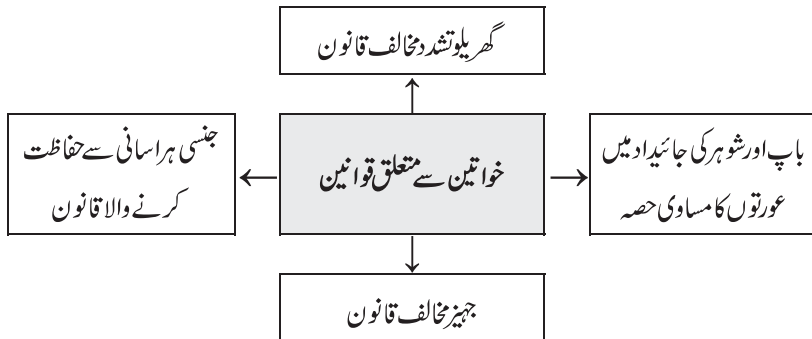 گھریلو تشدد مخالف قانون
باپ اور شوہر کی جائیداد میں
عورتوں کا مساوی حصہ
خواتین سے متعلق قوانین
جنسی ہراسانی سے حفاظت
کرنے والا قانون
جہیز مخالف قانون